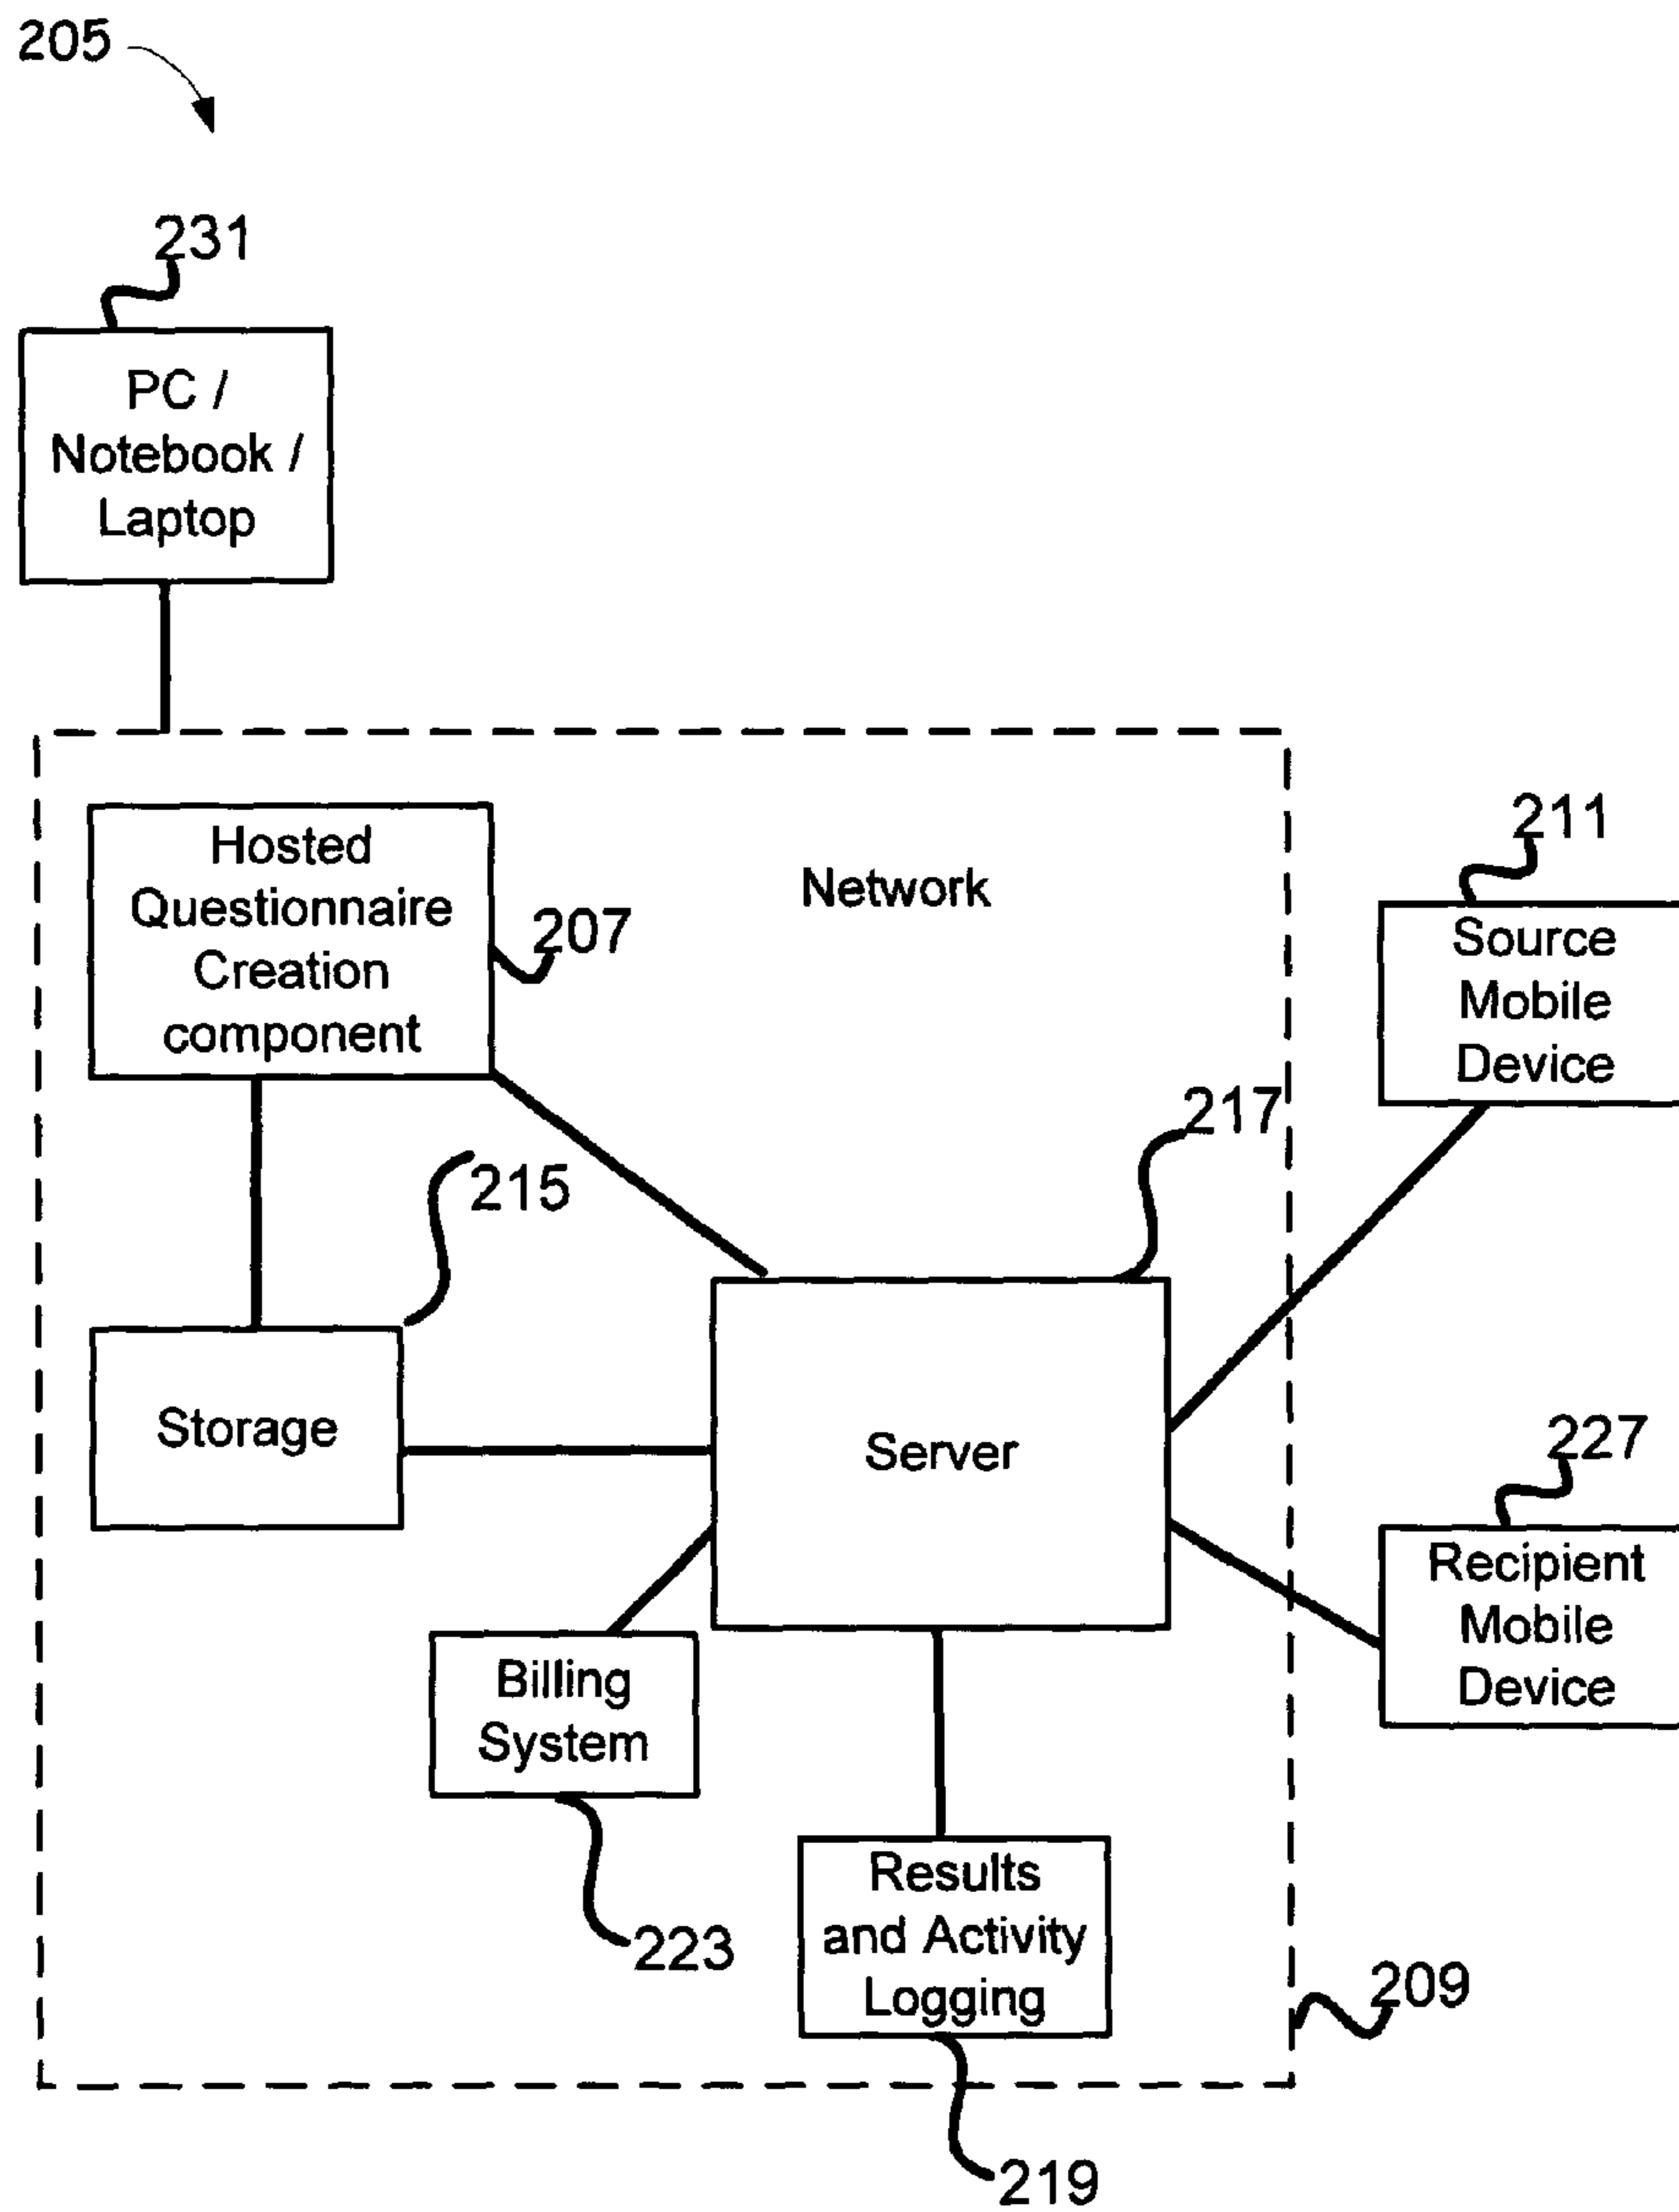 205
231
PC /
Notebook /
Laptop
Hosted
Questionnaire
Creation
component
207
Network
211
Source
Mobile
Device
217
215
Storage
Server
227
Recipient
Mobile
Device
Billing
System
223
Results
and Activity
Logging
209
219